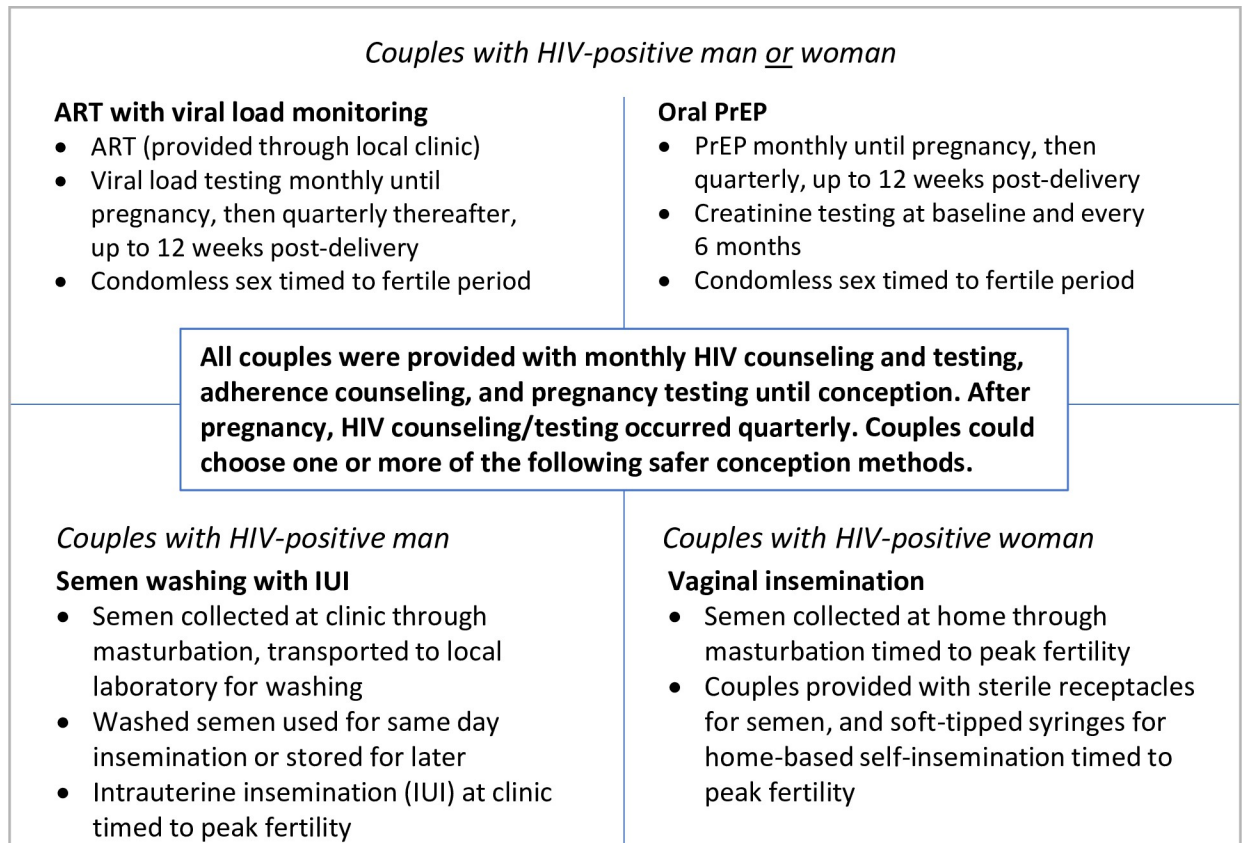 Couples with HIV-positive man or woman
ART with viral load monitoring
• ART (provided through local clinic)
• Viral load testing monthly until
pregnancy, then quarterly thereafter,
up to 12 weeks post-delivery
• Condomless sex timed to fertile period
Oral PrEP
• PrEP monthly until pregnancy, then
quarterly, up to 12 weeks post-delivery
• Creatinine testing at baseline and every
6 months
• Condomless sex timed to fertile period
All couples were provided with monthly HIV counseling and testing,
adherence counseling, and pregnancy testing until conception. After
pregnancy, HIV counseling/testing occurred quarterly. Couples could
choose one or more of the following safer conception methods.
Couples with HIV-positive man
Semen washing with IUI
• Semen collected at clinic through
masturbation, transported to local
laboratory for washing
• Washed semen used for same day
insemination or stored for later
• Intrauterine insemination (IUI) at clinic
timed to peak fertility
Couples with HIV-positive woman
Vaginal insemination
• Semen collected at home through
masturbation timed to peak fertility
• Couples provided with sterile receptacles
for semen, and soft-tipped syringes for
home-based self-insemination timed to
peak fertility